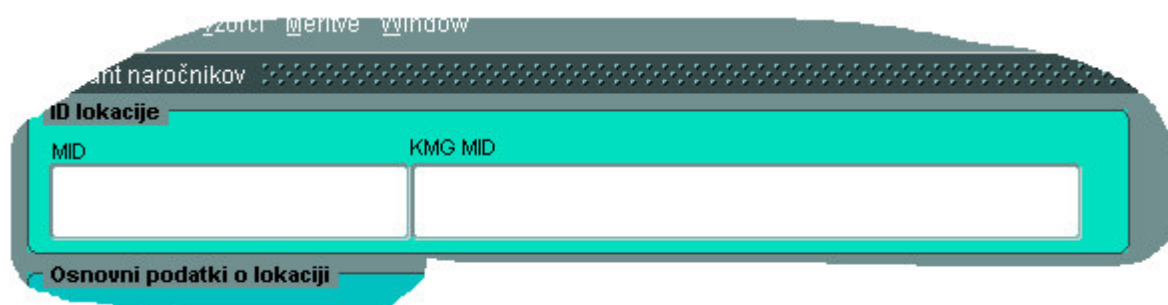 Meritve Window
naročnikov
ID lokacije
MID KMG MID
Osnovni podatki o lokaciji